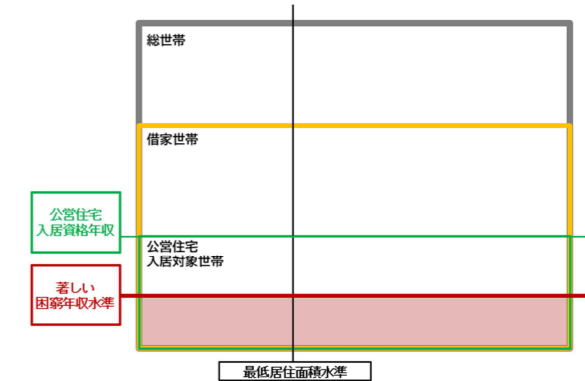 総世帯
借家世帯
公営住宅
入居資格年収
公営住宅
入居対象世帯
著しい
困窮年収水準
最低居住面積水準